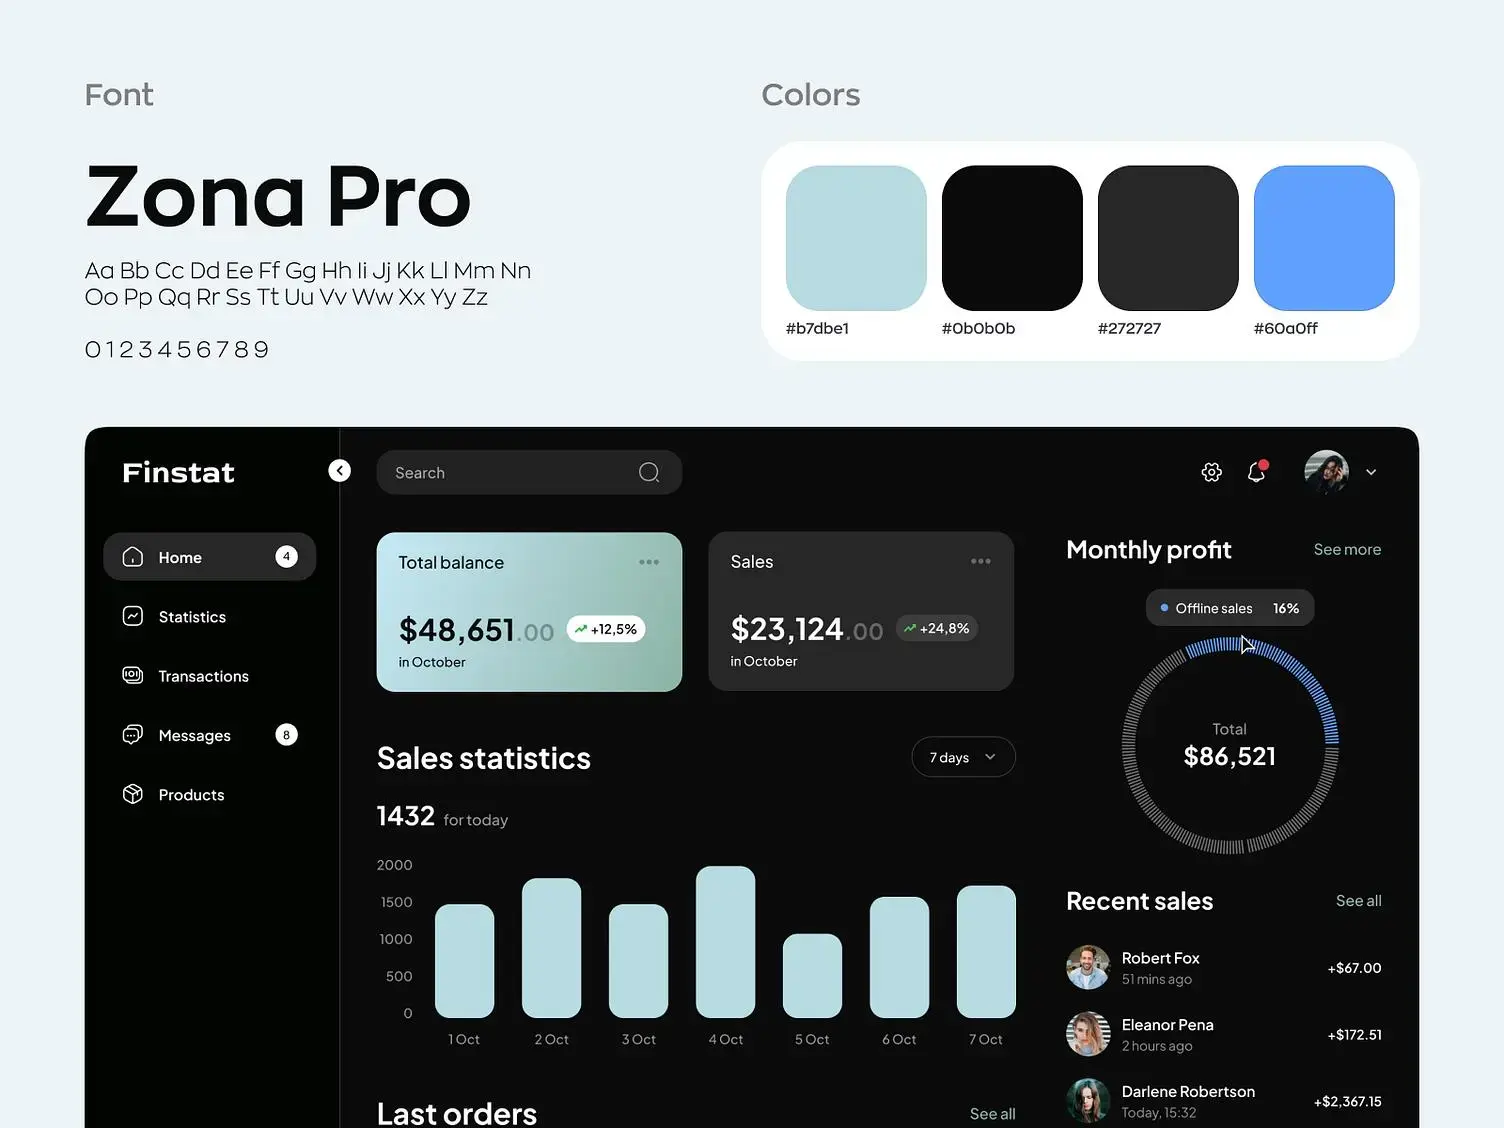 Font
Colors
Zona Pro
Aa Bb Cc Dd Ee Ff Gg Hh Ii Jj Kk Ll Mm Nn
Oo Pp Qq Rr Ss Tt Uu Vv Ww Xx Yy Zz
0123456789
#b7dbe1
#0b0b0b
#272727
#60a0ff
Finstat
Search
Home 4
Statistics
Transactions
Messages 8
Products
Total balance
$48,651.00 +12,5%
in October
Sales
$23,124.00 +24,8%
in October
Sales statistics
7 days
1432 for today
2000
1500
1000
500
0
1 Oct
2 Oct
3 Oct
4 Oct
5 Oct
6 Oct
7 Oct
Last orders
See all
Monthly profit
See more
Offline sales 16%
Total
$86,521
Recent sales
See all
Robert Fox
51 mins ago
+$67.00
Eleanor Pena
2 hours ago
+$172.51
Darlene Robertson
Today, 15:32
+$2,367.15